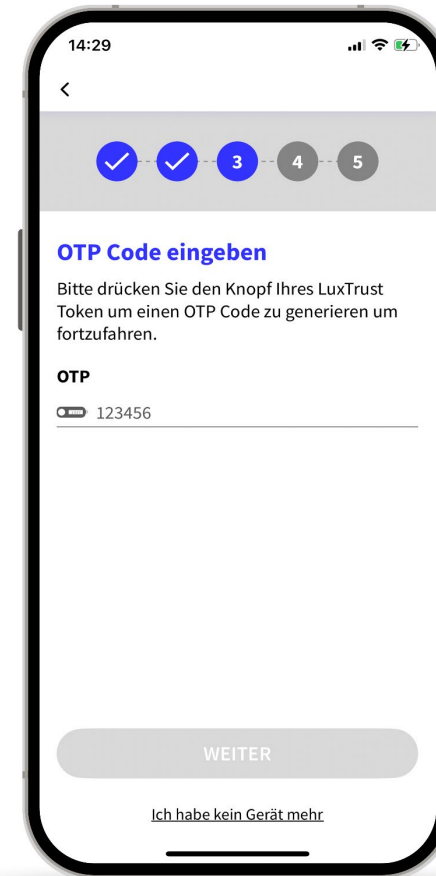 14:29
3
4
5
OTP Code eingeben
Bitte drücken Sie den Knopf Ihres LuxTrust
Token um einen OTP Code zu generieren um
fortzufahren.
OTP
123456
WEITER
Ich habe kein Gerät mehr